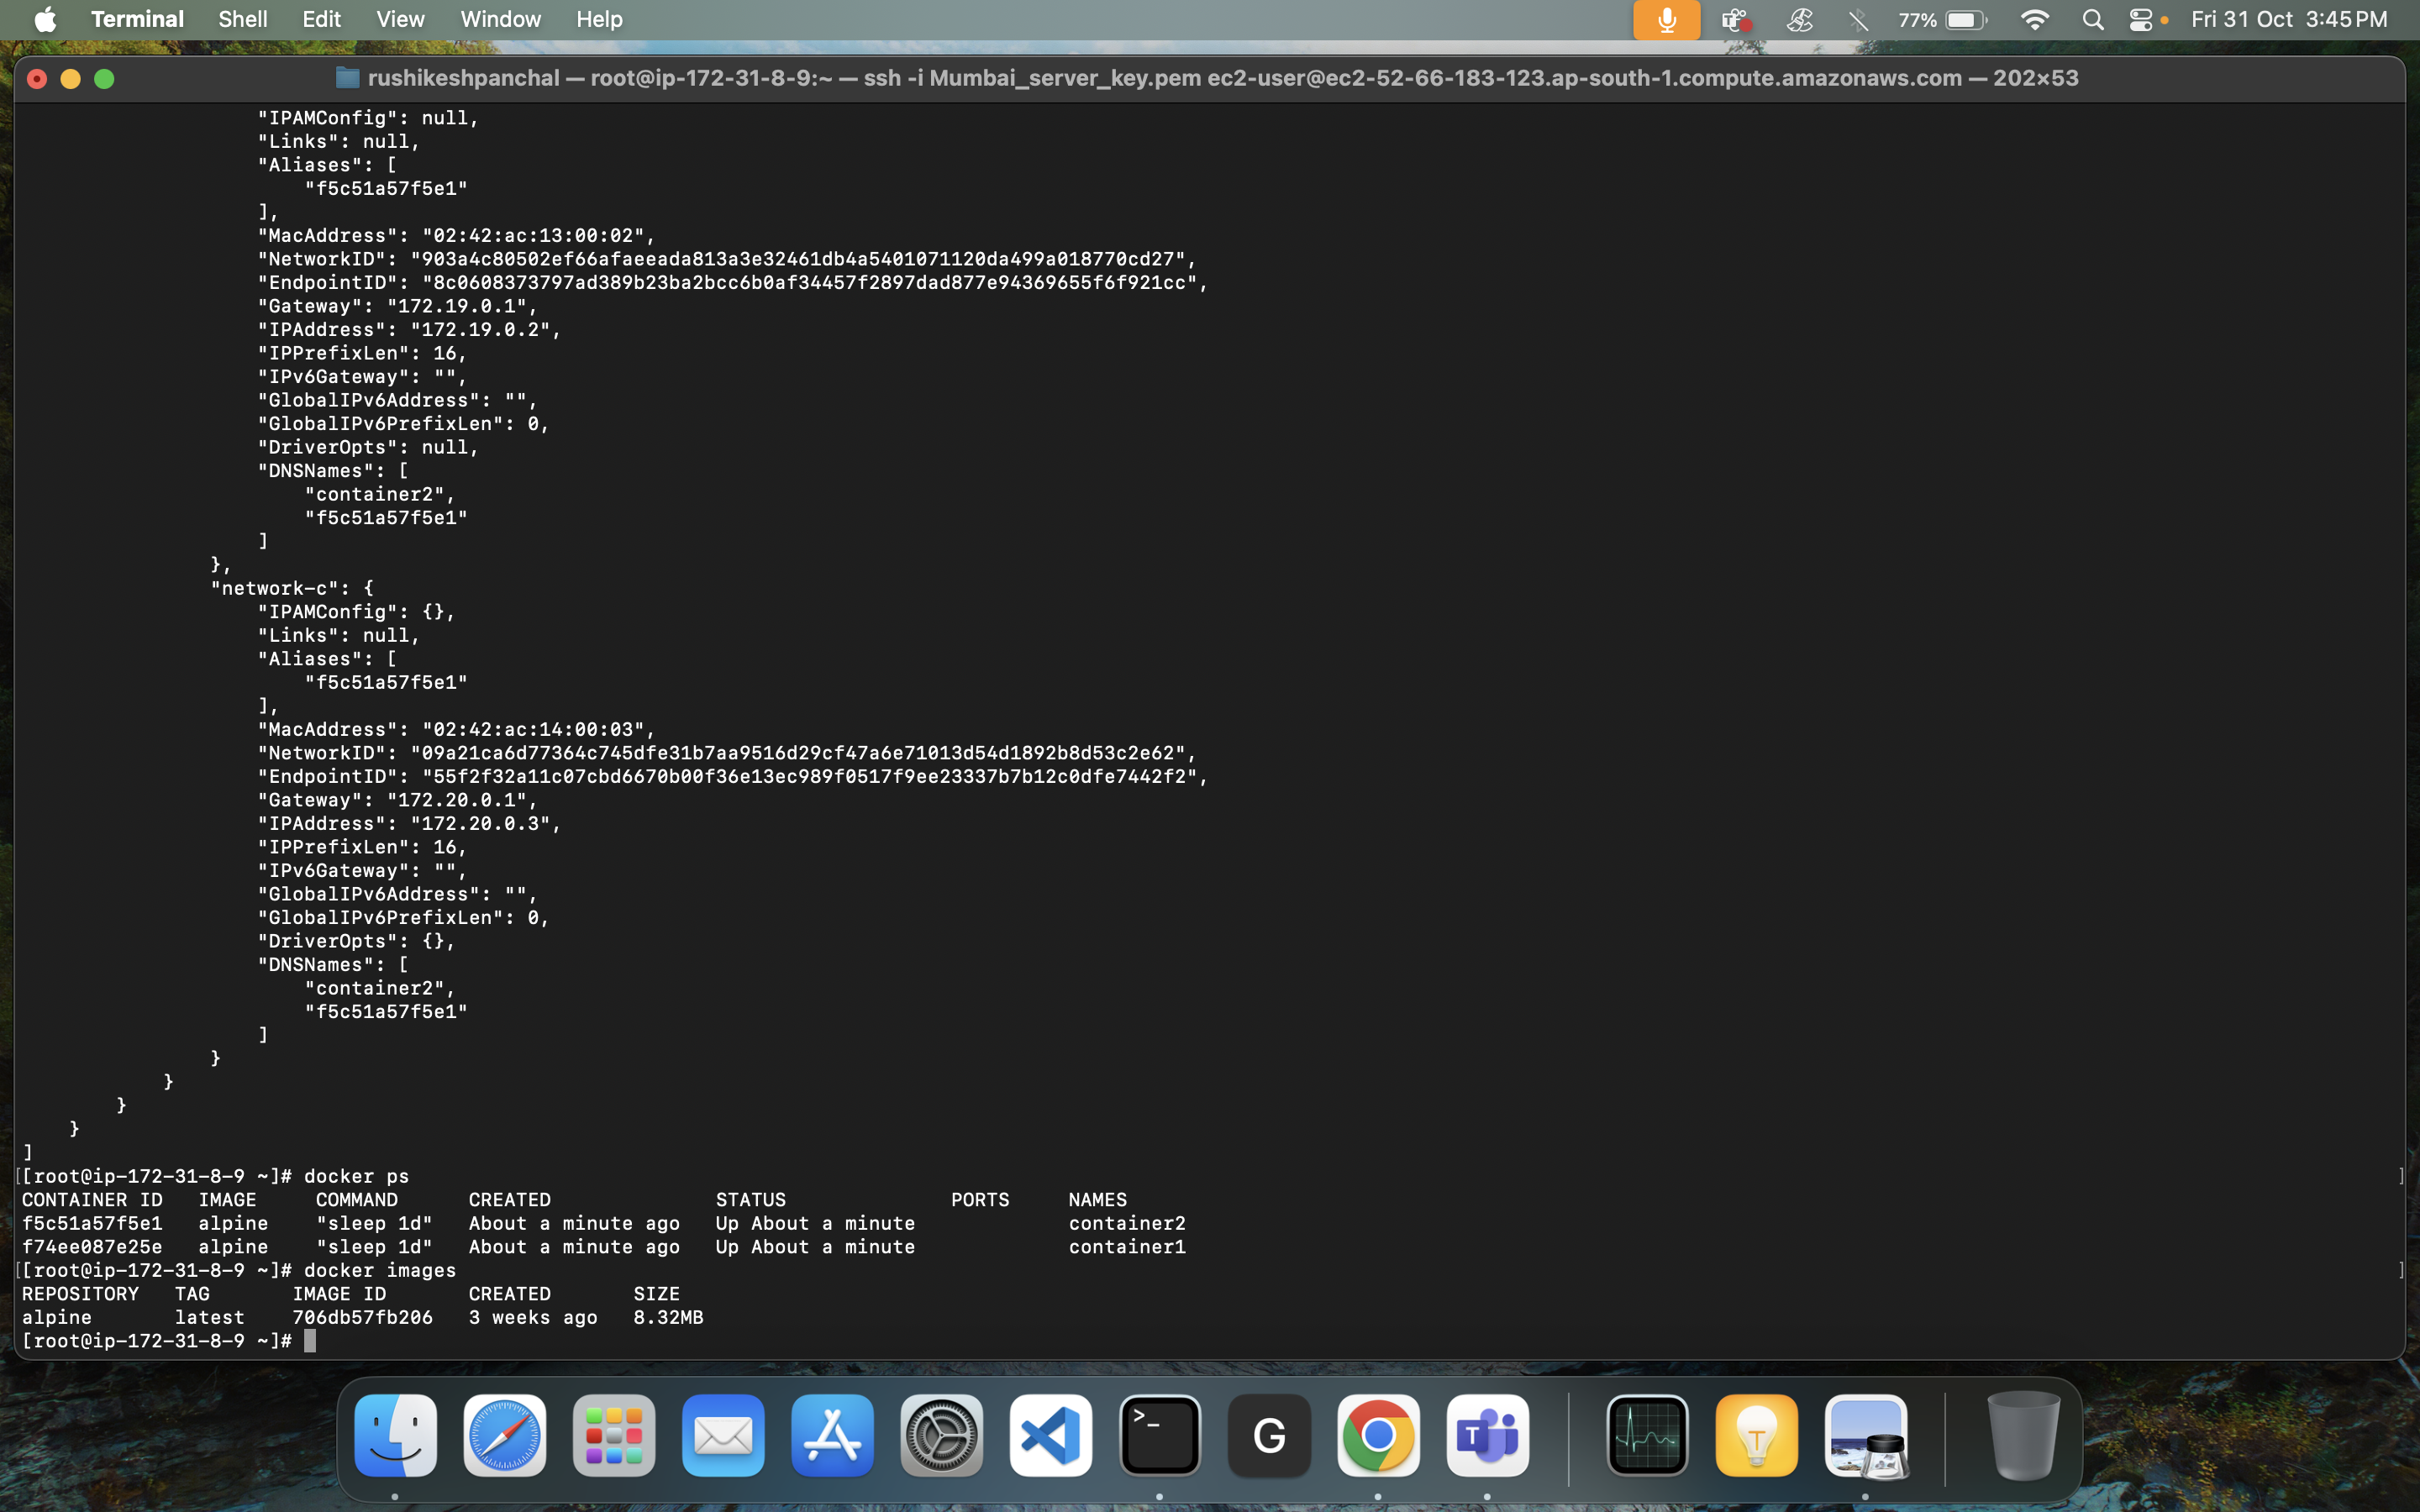 Terminal Shell Edit View Window Help 77% Fri 31 Oct 3:45 PM
rushikeshpanchal — root@ip-172-31-8-9:~ — ssh -i Mumbai_server_key.pem ec2-user@ec2-52-66-183-123.ap-south-1.compute.amazonaws.com — 202×53
"IPAMConfig": null,
"Links": null,
"Aliases": [
"f5c51a57f5e1"
],
"MacAddress": "02:42:ac:13:00:02",
"NetworkID": "903a4c80502ef66afaeeada813a3e32461db4a5401071120da499a018770cd27",
"EndpointID": "8c0608373797ad389b23ba2bcc6b0af34457f2897dad877e94369655f6f921cc",
"Gateway": "172.19.0.1",
"IPAddress": "172.19.0.2",
"IPPrefixLen": 16,
"IPv6Gateway": "",
"GlobalIPv6Address": "",
"GlobalIPv6PrefixLen": 0,
"DriverOpts": null,
"DNSNames": [
"container2",
"f5c51a57f5e1"
]
},
"network-c": {
"IPAMConfig": {},
"Links": null,
"Aliases": [
"f5c51a57f5e1"
],
"MacAddress": "02:42:ac:14:00:03",
"NetworkID": "09a21ca6d77364c745dfe31b7aa9516d29cf47a6e71013d54d1892b8d53c2e62",
"EndpointID": "55f2f32a11c07cbd6670b00f36e13ec989f0517f9ee23337b7b12c0dfe7442f2",
"Gateway": "172.20.0.1",
"IPAddress": "172.20.0.3",
"IPPrefixLen": 16,
"IPv6Gateway": "",
"GlobalIPv6Address": "",
"GlobalIPv6PrefixLen": 0,
"DriverOpts": {},
"DNSNames": [
"container2",
"f5c51a57f5e1"
]
}
}
}
}
]
[[root@ip-172-31-8-9 ~]# docker ps ]
CONTAINER ID IMAGE COMMAND CREATED STATUS PORTS NAMES
f5c51a57f5e1 alpine "sleep 1d" About a minute ago Up About a minute container2
f74ee087e25e alpine "sleep 1d" About a minute ago Up About a minute container1
[[root@ip-172-31-8-9 ~]# docker images ]
REPOSITORY TAG IMAGE ID CREATED SIZE
alpine latest 706db57fb206 3 weeks ago 8.32MB
[root@ip-172-31-8-9 ~]#
>_ G T T